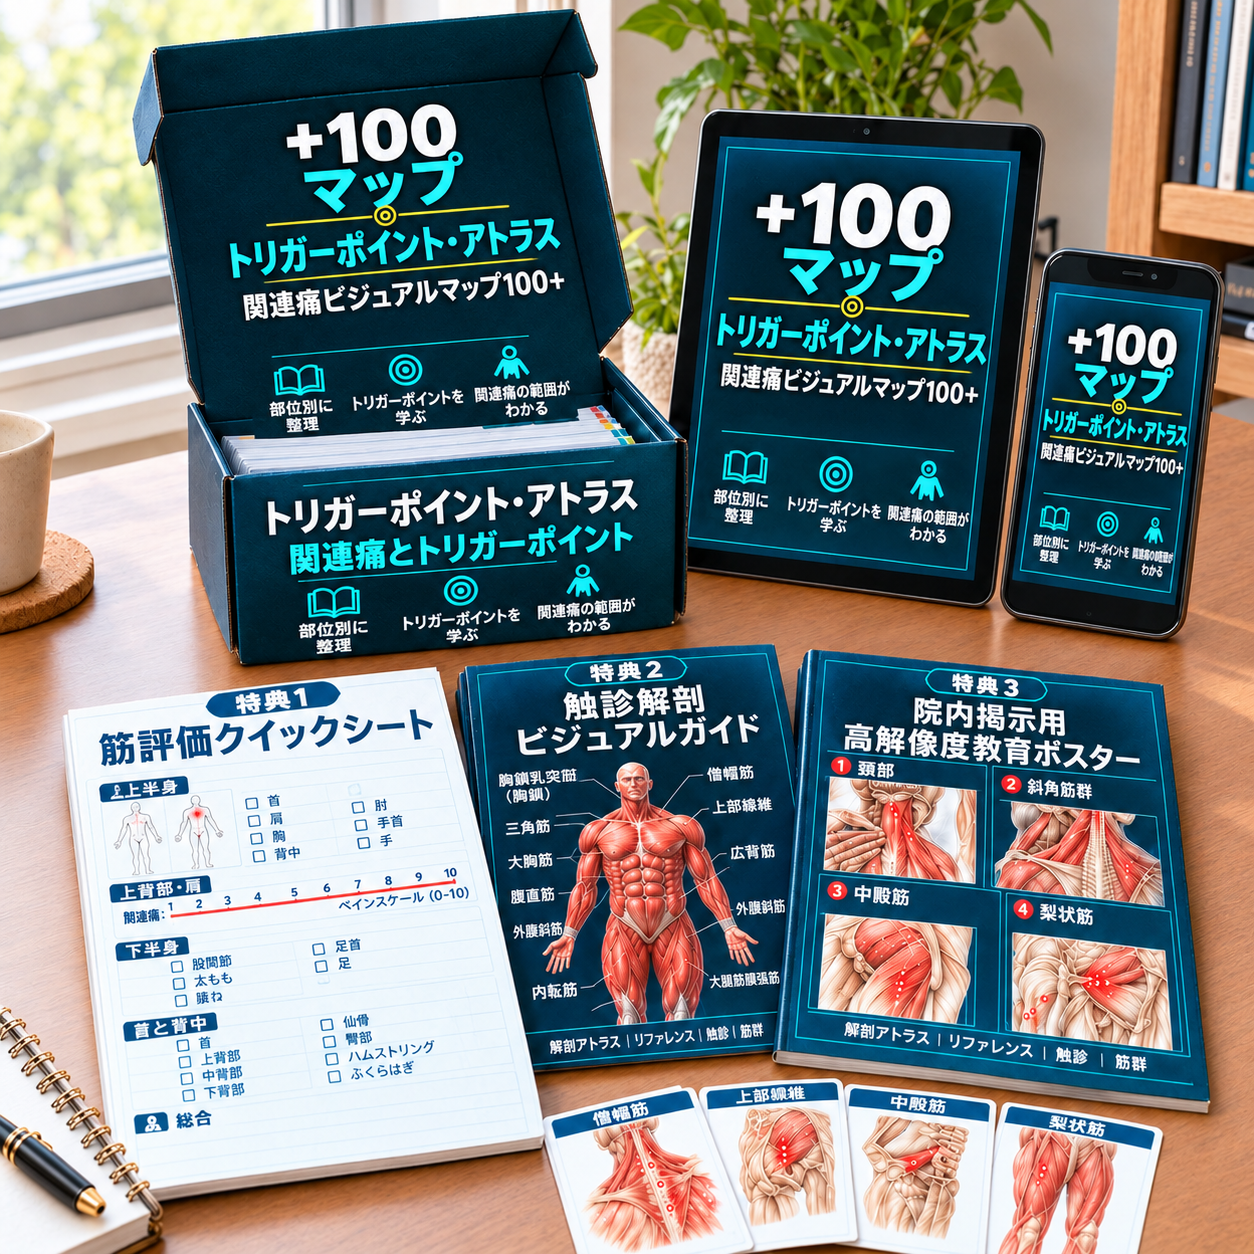 +100
マップ
トリガーポイント・アトラス
関連痛ビジュアルマップ100+
部位別に
整理
トリガーポイントを
学ぶ
関連痛の範囲が
わかる
トリガーポイント・アトラス
関連痛とトリガーポイント
部位別に
整理
トリガーポイントを
学ぶ
関連痛の範囲が
わかる
+100
マップ
トリガーポイント・アトラス
関連痛ビジュアルマップ100+
部位別に
整理
トリガーポイントを
学ぶ
関連痛の範囲が
わかる
+100
マップ
トリガーポイント・アトラス
関連痛ビジュアルマップ100+
部位別に
整理
トリガーポイントを
学ぶ
わかる
特典1
筋評価クイックシート
上半身
首
肩
胸
背中
肘
手首
手
上背部・肩
関連痛:
1 2 3 4 5 6 7 8 9 10
ペインスケール (0-10)
下半身
股関節
太もも
足首
足
首と背中
首
上背部
中背部
下背部
仙骨
臀部
ハムストリング
ふくらはぎ
総合
特典2
触診解剖
ビジュアルガイド
(胸鎖)
三角筋
大胸筋
腹直筋
外腹斜筋
内転筋
僧帽筋
上部線維
広背筋
外腹斜筋
解剖アトラス | リファレンス | 触診 | 筋群
特典3
院内掲示用
高解像度教育ポスター
1 頸部
2 斜角筋群
3 中殿筋
4 梨状筋
解剖アトラス | リファレンス | 触診 | 筋群
僧帽筋
上部線維
中殿筋
梨状筋